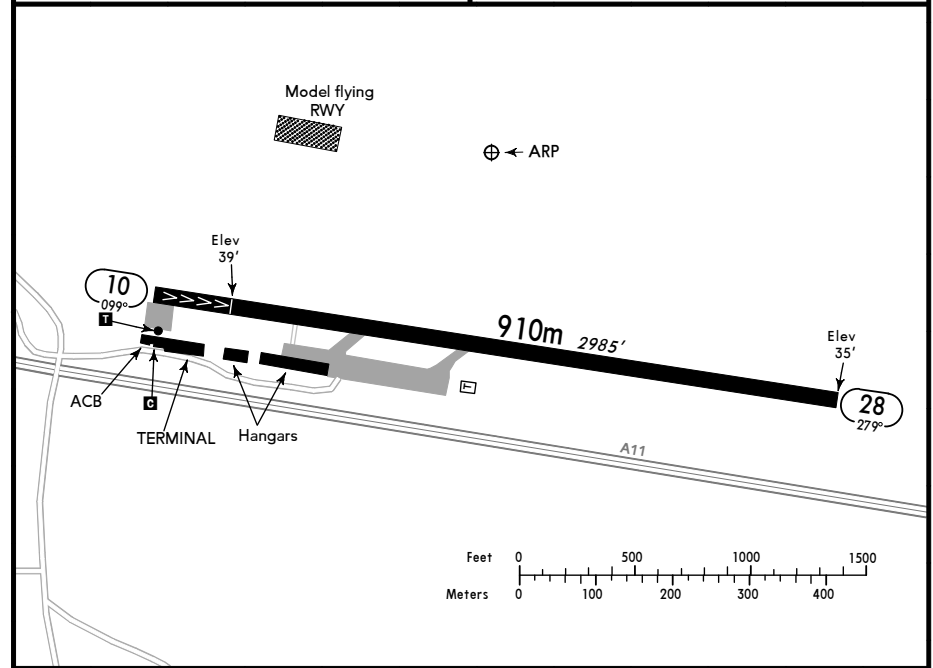 Model flying
RWY
ARP
Elev
39'
10
099°
T
910m 2985'
Elev
35'
28
279°
ACB
C
TERMINAL
Hangars
T
A11
Feet 0 500 1000 1500
Meters 0 100 200 300 400